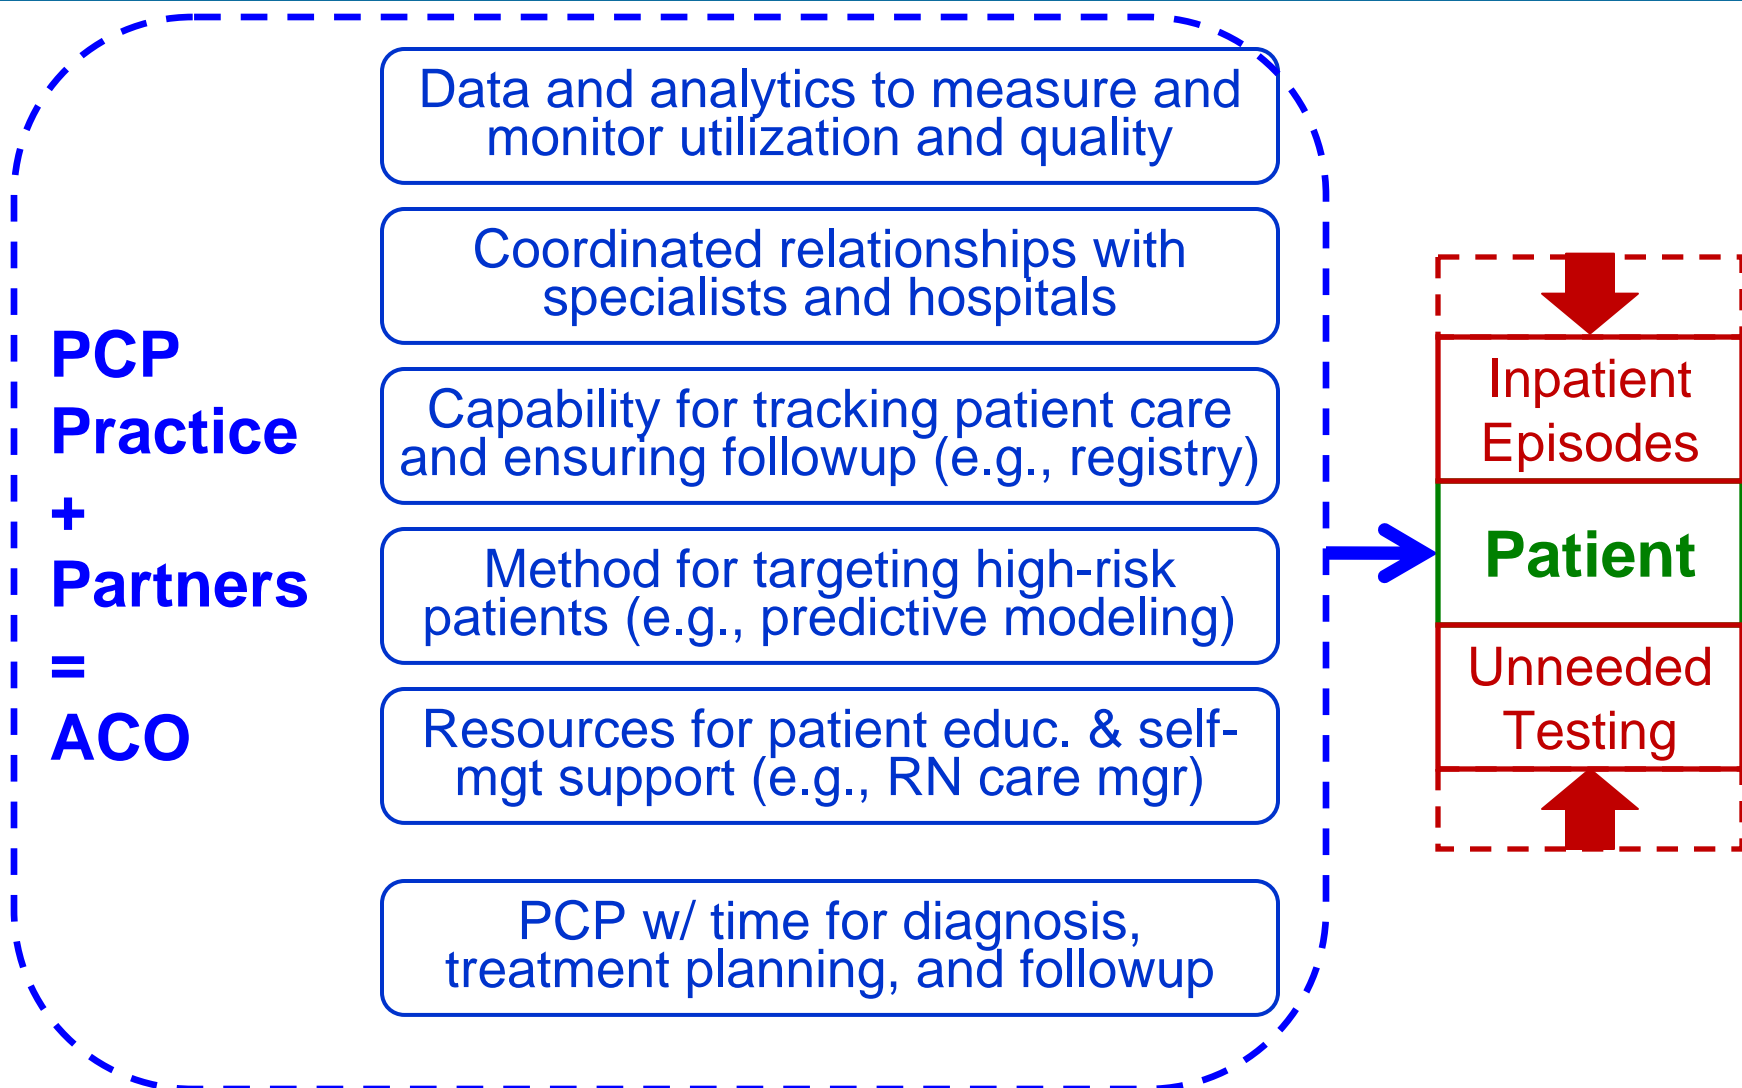 PCP
Practice
+
Partners
=
ACO
Data and analytics to measure and
monitor utilization and quality
Coordinated relationships with
specialists and hospitals
Capability for tracking patient care
and ensuring followup (e.g., registry)
Method for targeting high-risk
patients (e.g., predictive modeling)
Resources for patient educ. & self-
mgt support (e.g., RN care mgr)
PCP w/ time for diagnosis,
treatment planning, and followup
Inpatient
Episodes
Patient
Unneeded
Testing